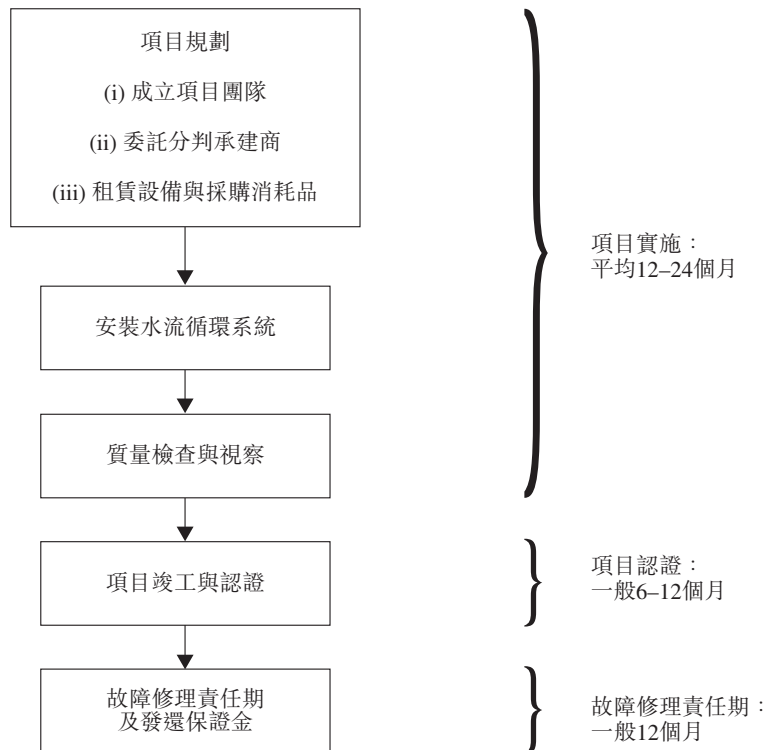 項目規劃
(i) 成立項目團隊
(ii) 委託分判承建商
(iii) 租賃設備與採購消耗品
項目實施：
平均12–24個月
安裝水流循環系統
質量檢查與視察
項目竣工與認證
項目認證：
一般6–12個月
故障修理責任期
及發還保證金
故障修理責任期：
一般12個月